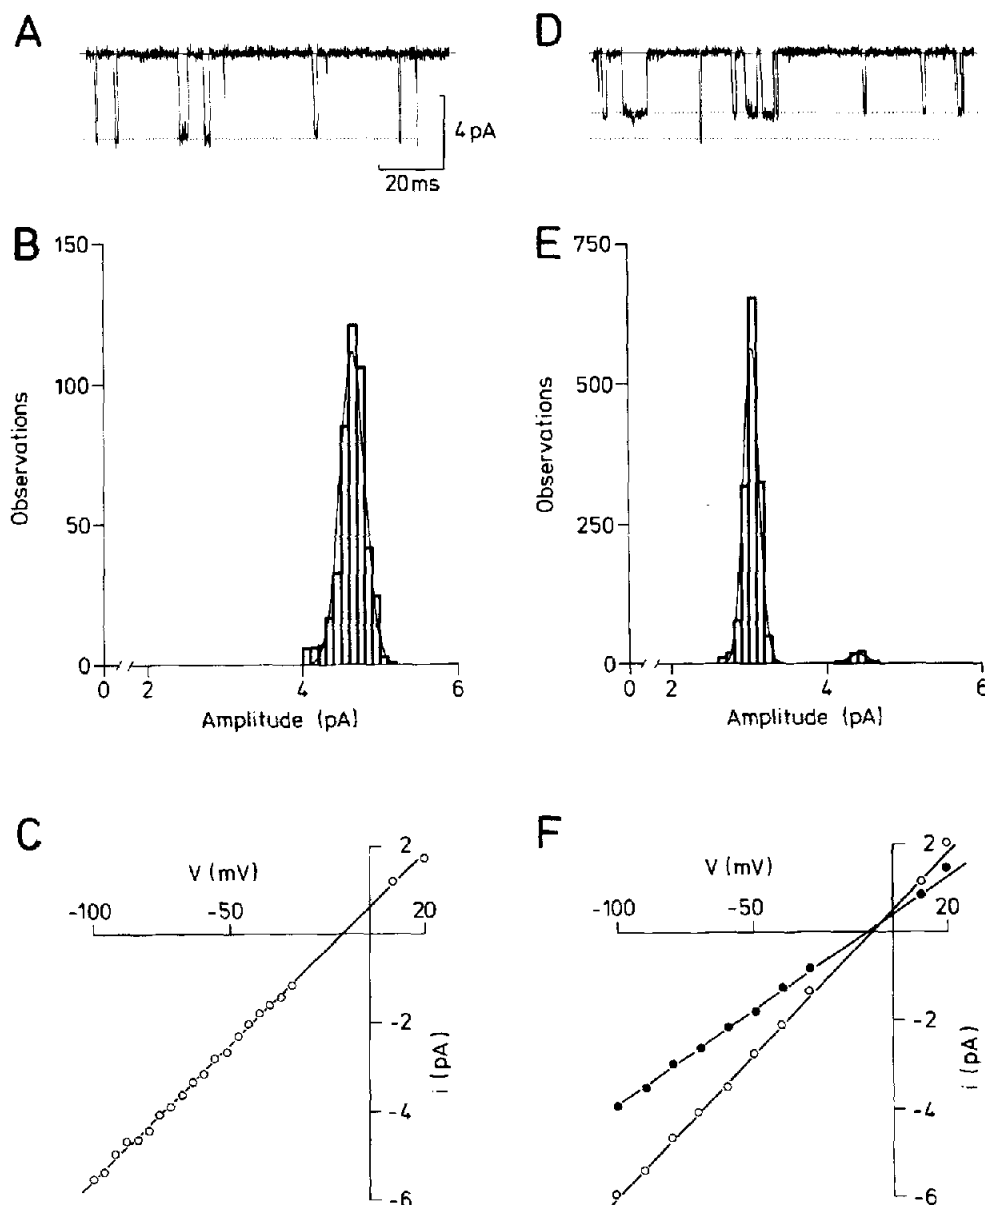 A
4 pA
20 ms
D
B
150
100
50
0
Observations
0 2 4 6
Amplitude (pA)
E
750
500
250
0
Observations
0 2 4 6
Amplitude (pA)
C
V (mV)
-100 -50 20
2
-2
-4
-6
i (pA)
F
V (mV)
-100 -50 20
2
-2
-4
-6
i (pA)